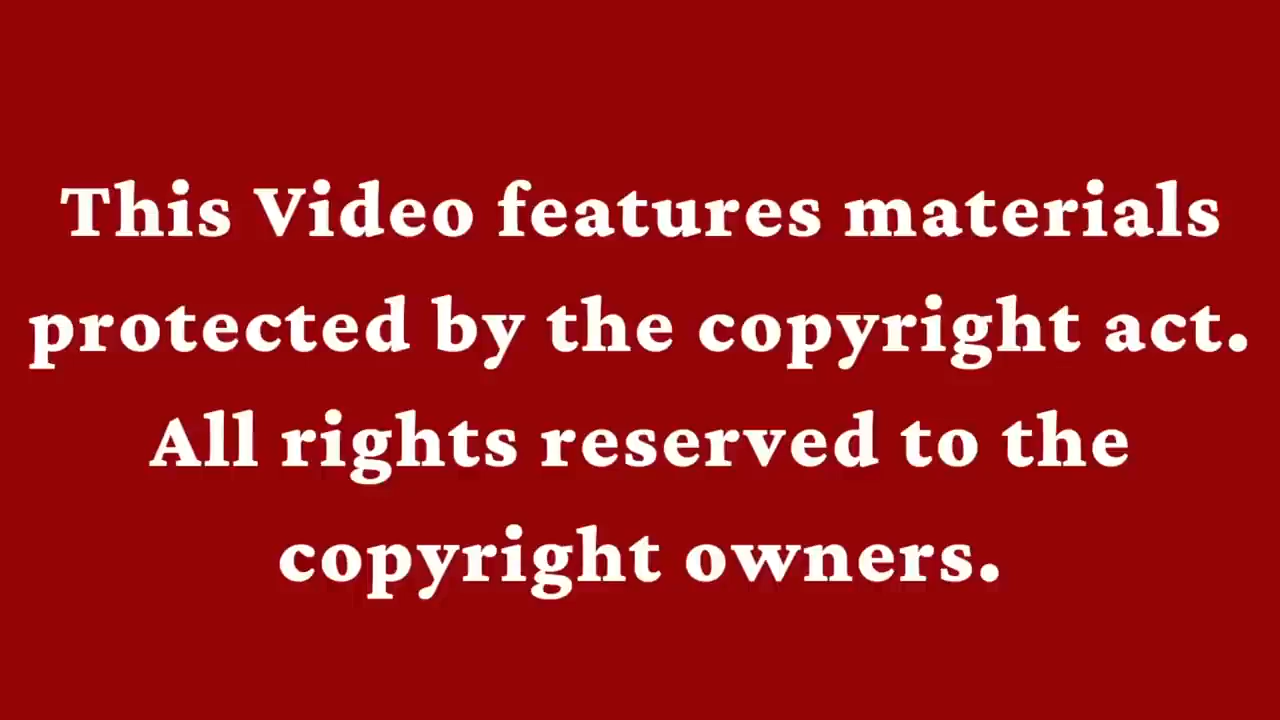 This Video features materials
protected by the copyright act.
All rights reserved to the
copyright owners.